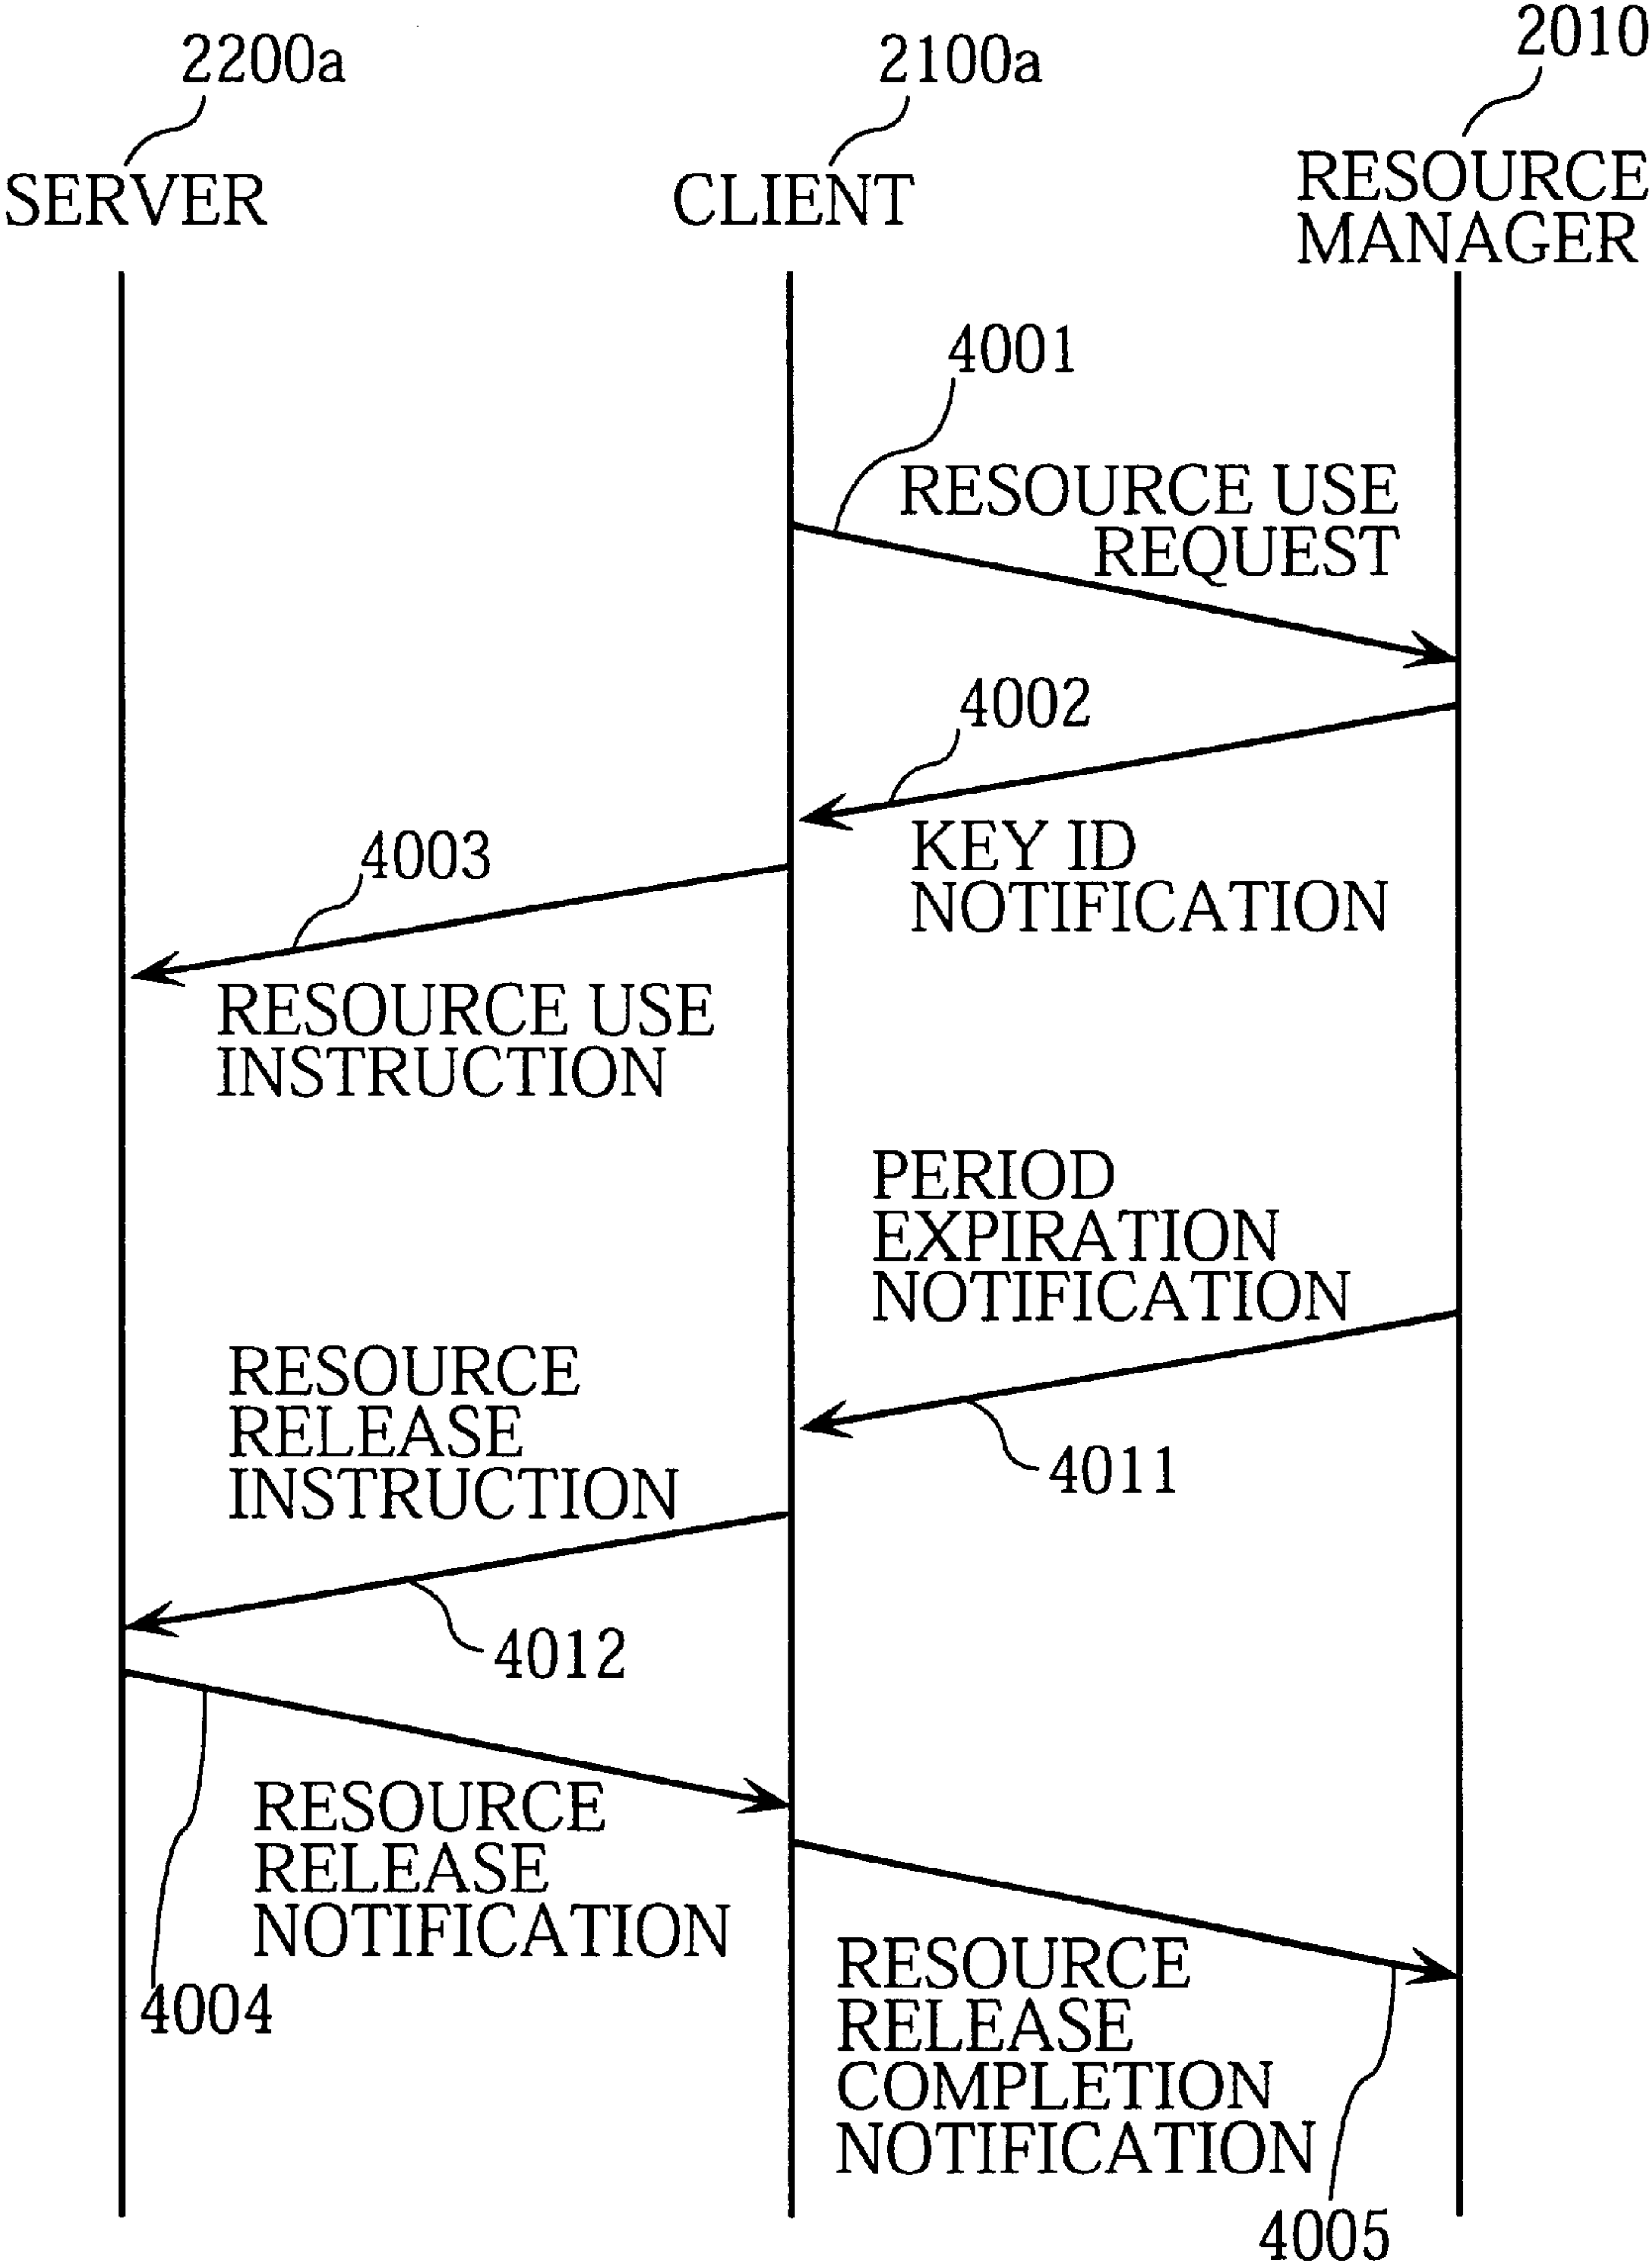 2200a
2100a
2010
SERVER
CLIENT
RESOURCE
MANAGER
4001
RESOURCE USE
REQUEST
4002
KEY ID
NOTIFICATION
4003
RESOURCE USE
INSTRUCTION
PERIOD
EXPIRATION
NOTIFICATION
4011
RESOURCE
RELEASE
INSTRUCTION
4012
RESOURCE
RELEASE
NOTIFICATION
4004
RESOURCE
RELEASE
COMPLETION
NOTIFICATION
4005